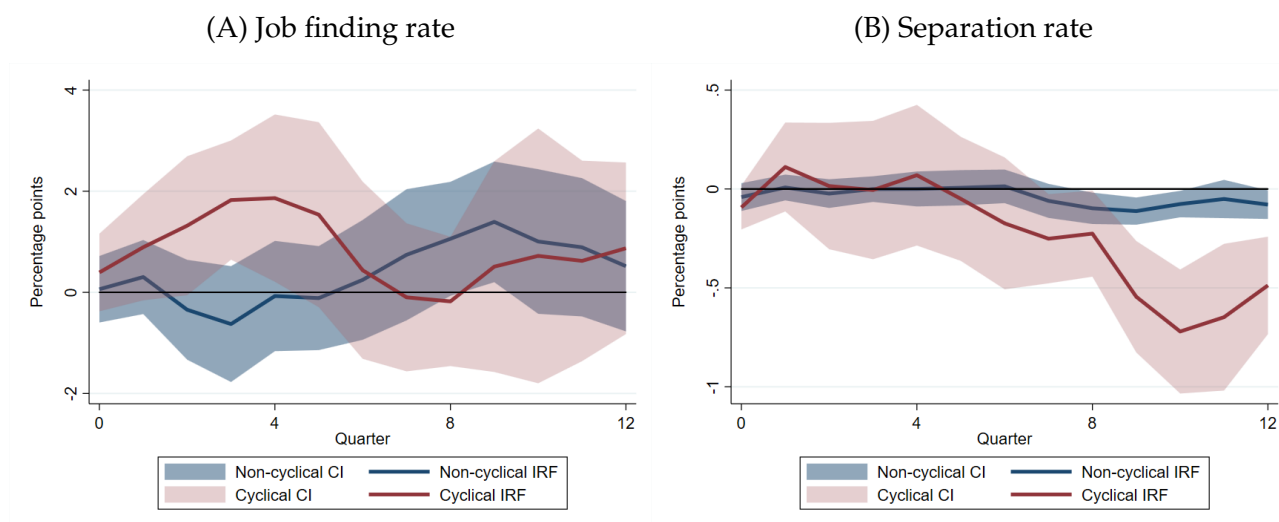 (A) Job finding rate
4
2
0
-2
Percentage points
0 4 8 12
Quarter
Non-cyclical CI Non-cyclical IRF
Cyclical CI Cyclical IRF
(B) Separation rate
.5
0
-.5
-1
Percentage points
0 4 8 12
Quarter
Non-cyclical CI Non-cyclical IRF
Cyclical CI Cyclical IRF